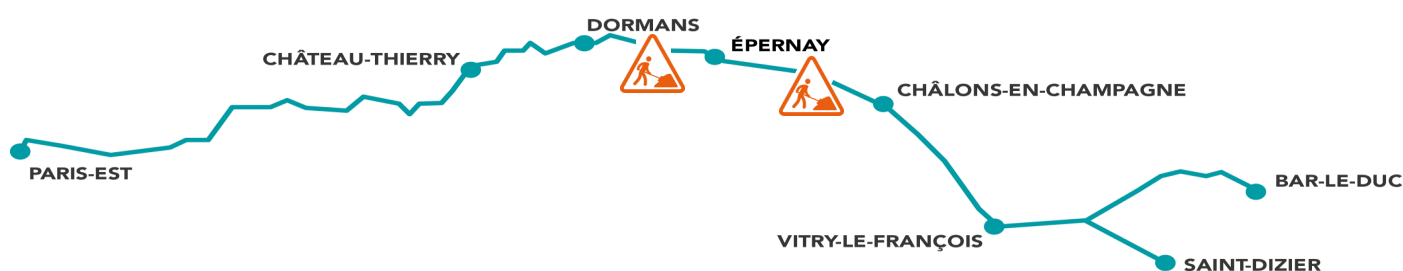 DORMANS
ÉPERNAY
CHÂTEAU-THIERRY
CHÂLONS-EN-CHAMPAGNE
PARIS-EST
BAR-LE-DUC
VITRY-LE-FRANÇOIS
SAINT-DIZIER